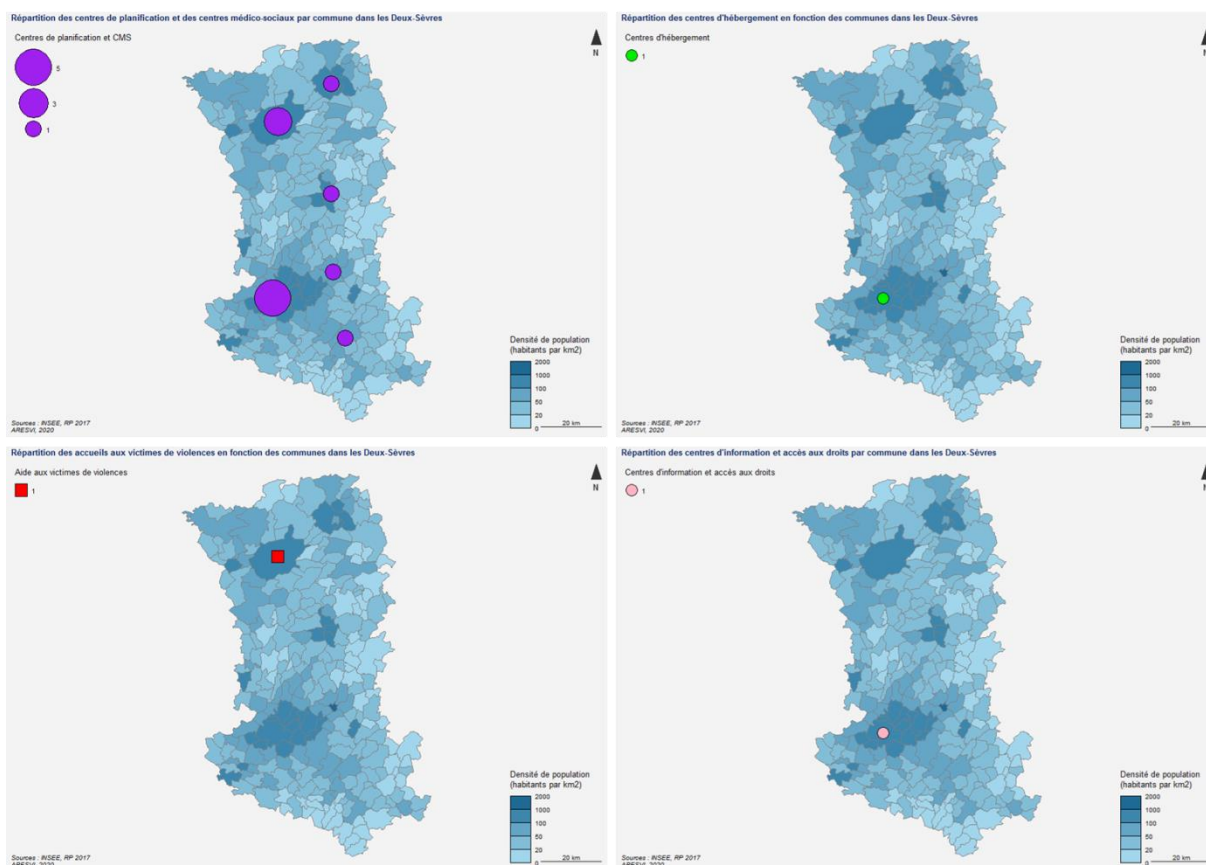 Répartition des centres de planification et des centres médico-sociaux par commune dans les Deux-Sèvres
Centres de planification et CMS
5
3
1
N
Densité de population
(habitants par km2)
2000
1000
100
50
20
0
20 km
Sources : INSEE, RP 2017
ARESVI, 2020
Répartition des centres d'hébergement en fonction des communes dans les Deux-Sèvres
Centres d'hébergement
1
N
Densité de population
(habitants par km2)
2000
1000
100
50
20
0
20 km
Sources : INSEE, RP 2017
ARESVI, 2020
Répartition des accueils aux victimes de violences en fonction des communes dans les Deux-Sèvres
Aide aux victimes de violences
1
N
Densité de population
(habitants par km2)
2000
1000
100
50
20
0
20 km
Sources : INSEE, RP 2017
ARESVI, 2020
Répartition des centres d'information et accès aux droits par commune dans les Deux-Sèvres
Centres d'information et accès aux droits
1
N
Densité de population
(habitants par km2)
2000
1000
100
50
20
0
20 km
Sources : INSEE, RP 2017
ARESVI, 2020